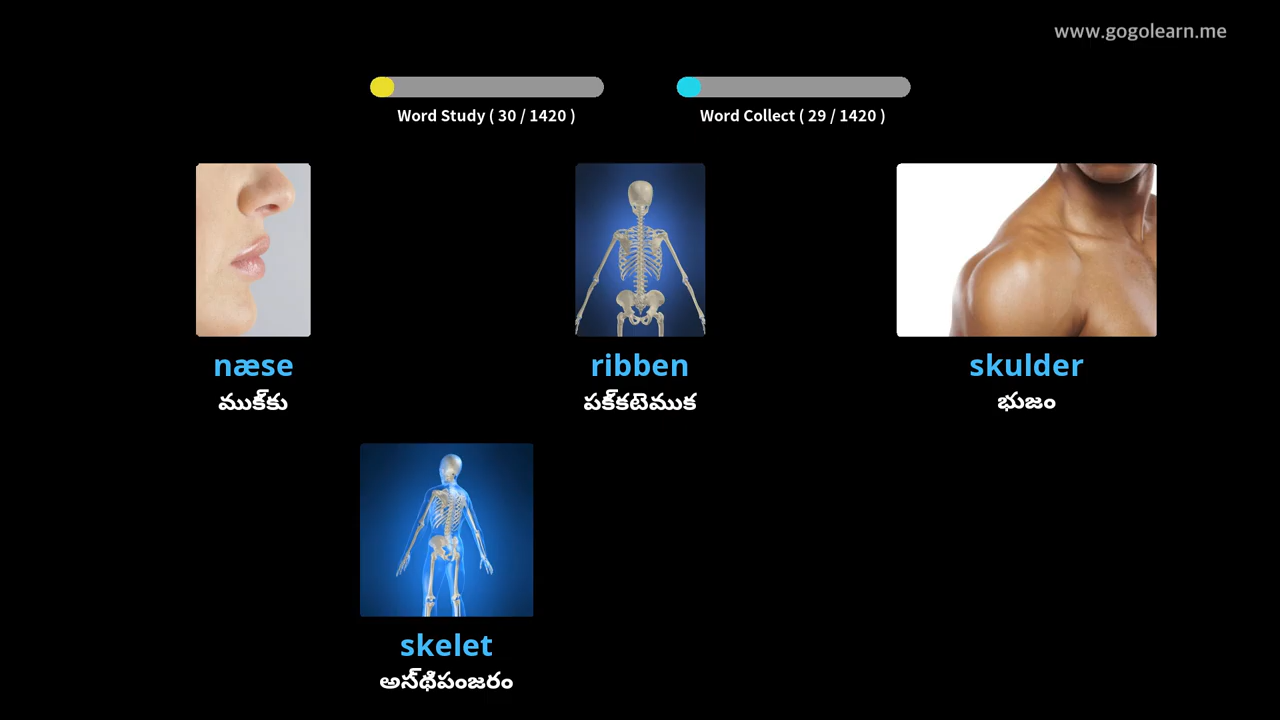 www.gogolearn.me
Word Study ( 30 / 1420 )
Word Collect ( 29 / 1420 )
næse
ribben
skulder
ముక్కు
పక్కటెముక
భుజం
skelet
అస్థిపంజరం